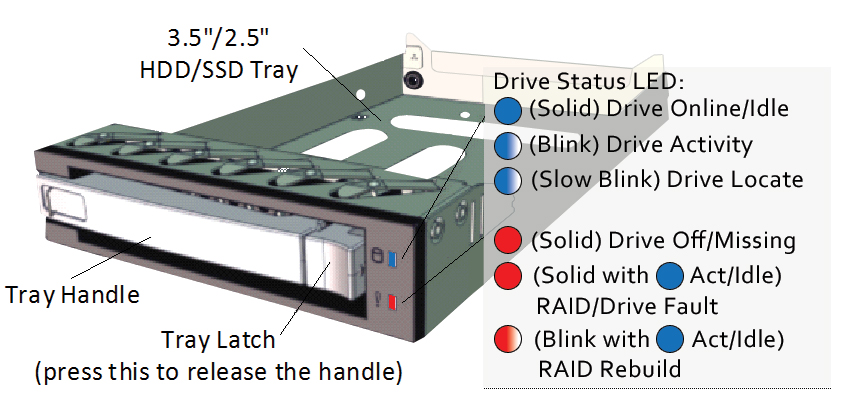 3.5"/2.5"
HDD/SSD Tray
Drive Status LED:
(Solid) Drive Online/Idle
(Blink) Drive Activity
(Slow Blink) Drive Locate
(Solid) Drive Off/Missing
(Solid with Act/Idle)
RAID/Drive Fault
(Blink with Act/Idle)
RAID Rebuild
Tray Handle
Tray Latch
(press this to release the handle)